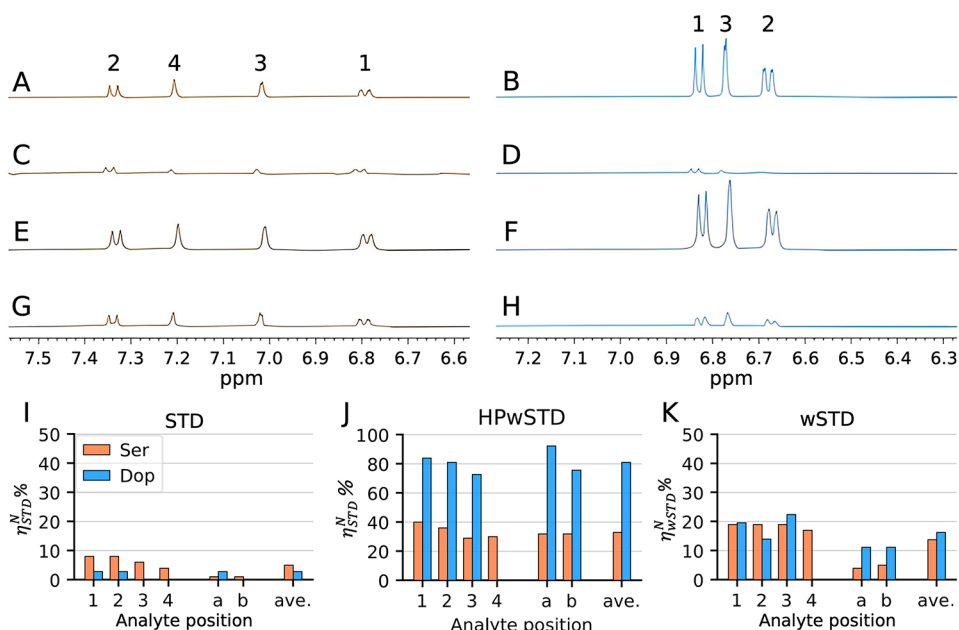 2 4 3 1
1 3 2
A
B
C
D
E
F
G
H
7.5 7.4 7.3 7.2 7.1 7.0 6.9 6.8 6.7 6.6
ppm
7.2 7.1 7.0 6.9 6.8 6.7 6.6 6.5 6.4 6.3
ppm
I
STD
50
40
30
20
10
0
η^N_STD%
Ser
Dop
1 2 3 4 a b ave.
Analyte position
J
HPwSTD
100
80
60
40
20
0
η^N_STD %
1 2 3 4 a b ave.
Analyte position
K
wSTD
50
40
30
20
10
0
η^N_wSTD%
1 2 3 4 a b ave.
Analyte position